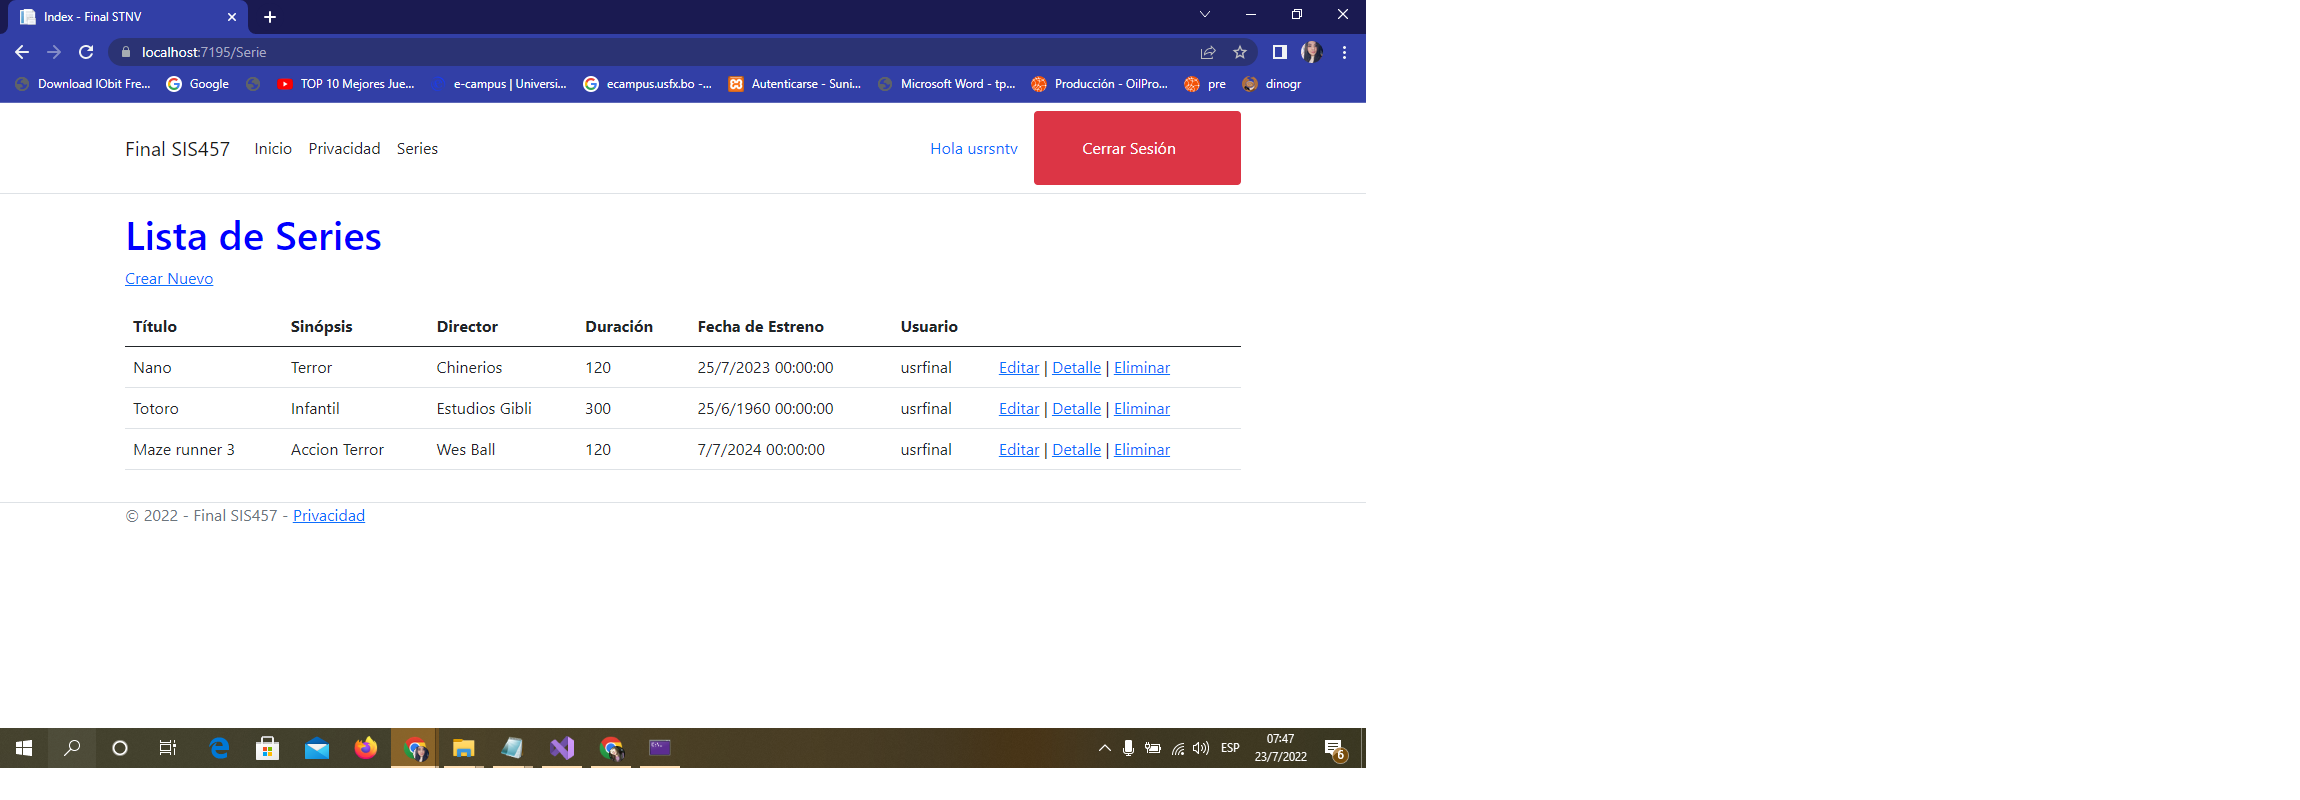 Index - Final STNV
localhost:7195/Serie
Download IObit Fre... Google TOP 10 Mejores Jue... e-campus | Universi... ecampus.usfx.bo -... Autenticarse - Suni... Microsoft Word - tp... Producción - OilPro... pre dinogr
Final SIS457 Inicio Privacidad Series Hola usrsntv Cerrar Sesión
Lista de Series
Crear Nuevo
Título Sinópsis Director Duración Fecha de Estreno Usuario
Nano Terror Chinerios 120 25/7/2023 00:00:00 usrfinal Editar | Detalle | Eliminar
Totoro Infantil Estudios Gibli 300 25/6/1960 00:00:00 usrfinal Editar | Detalle | Eliminar
Maze runner 3 Accion Terror Wes Ball 120 7/7/2024 00:00:00 usrfinal Editar | Detalle | Eliminar
© 2022 - Final SIS457 - Privacidad
ESP
07:47
23/7/2022
6